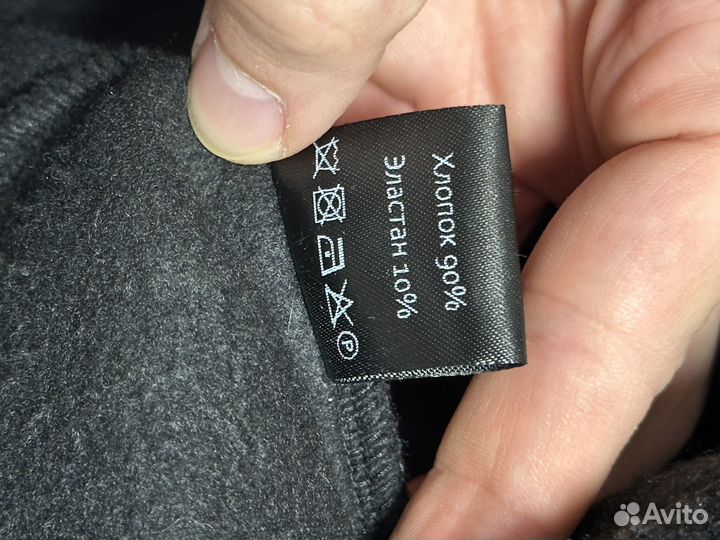 Хлопок 90%
Эластан 10%
P
Avito